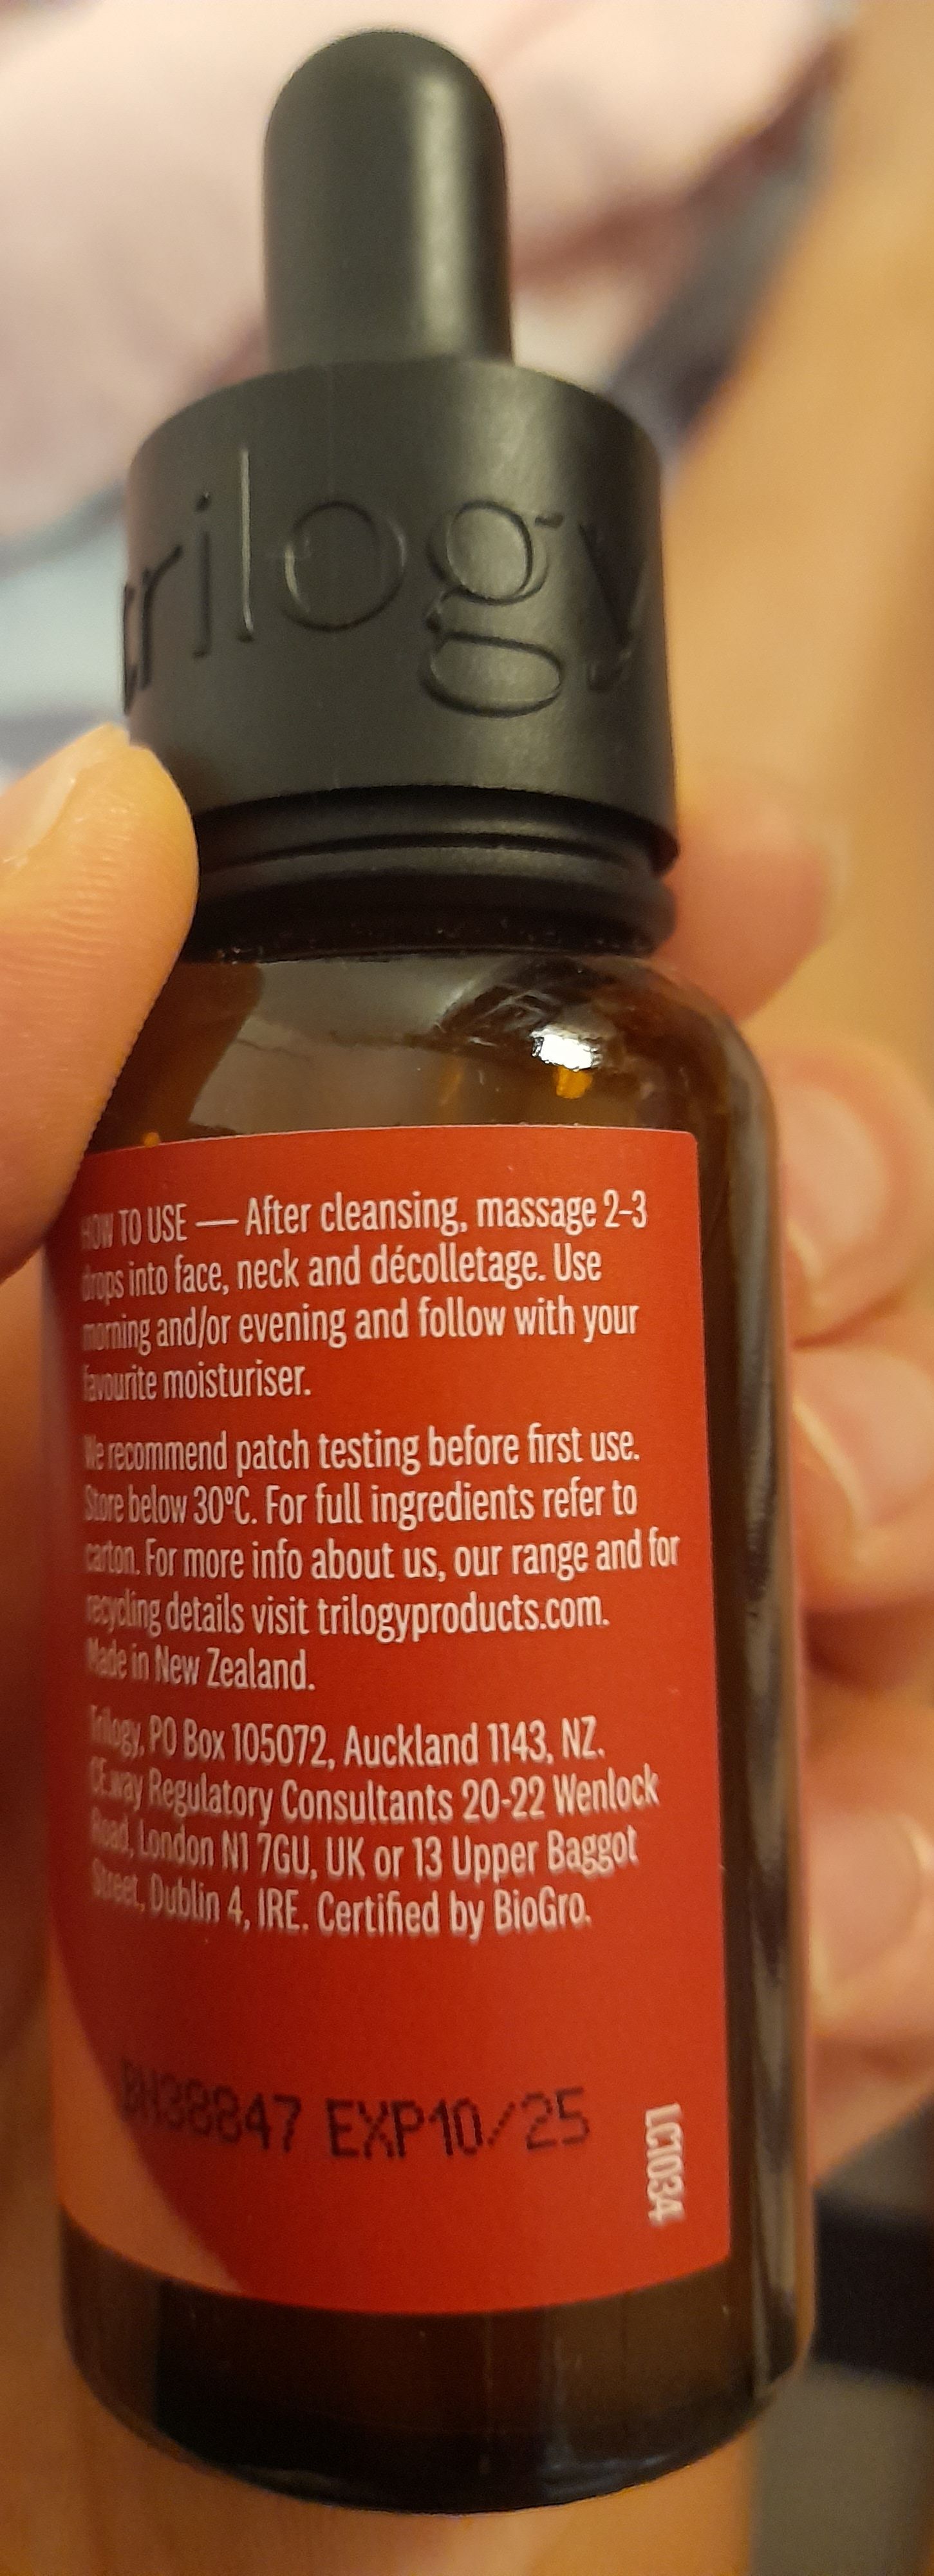 trilogy
HOW TO USE — After cleansing, massage 2-3
drops into face, neck and décolletage. Use
morning and/or evening and follow with your
favourite moisturiser.
We recommend patch testing before first use.
Store below 30°C. For full ingredients refer to
carton. For more info about us, our range and for
recycling details visit trilogyproducts.com.
Made in New Zealand.
Trilogy, PO Box 105072, Auckland 1143, NZ.
CE.way Regulatory Consultants 20-22 Wenlock
Road, London N1 7GU, UK or 13 Upper Baggot
Street, Dublin 4, IRE. Certified by BioGro.
BN38847 EXP10/25
LC1034